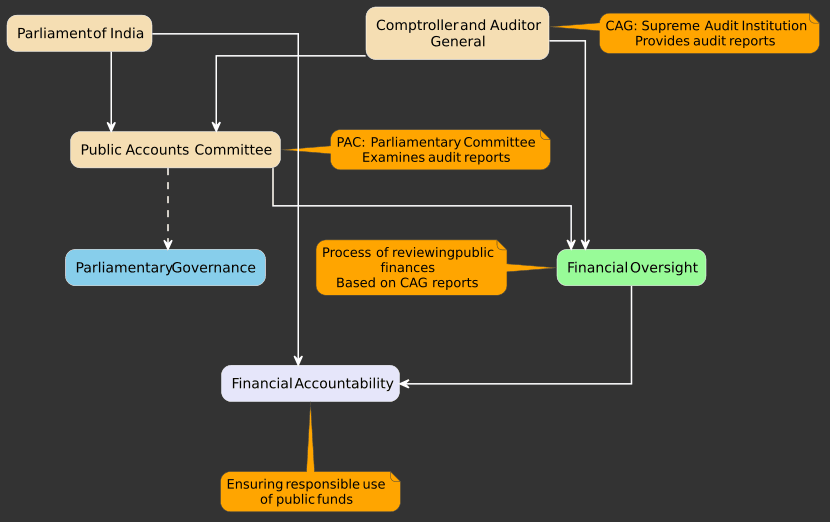 Parliament of India
Comptroller and Auditor
General
CAG: Supreme Audit Institution
Provides audit reports
Public Accounts Committee
PAC: Parliamentary Committee
Examines audit reports
Parliamentary Governance
Process of reviewing public
finances
Based on CAG reports
Financial Oversight
Financial Accountability
Ensuring responsible use
of public funds